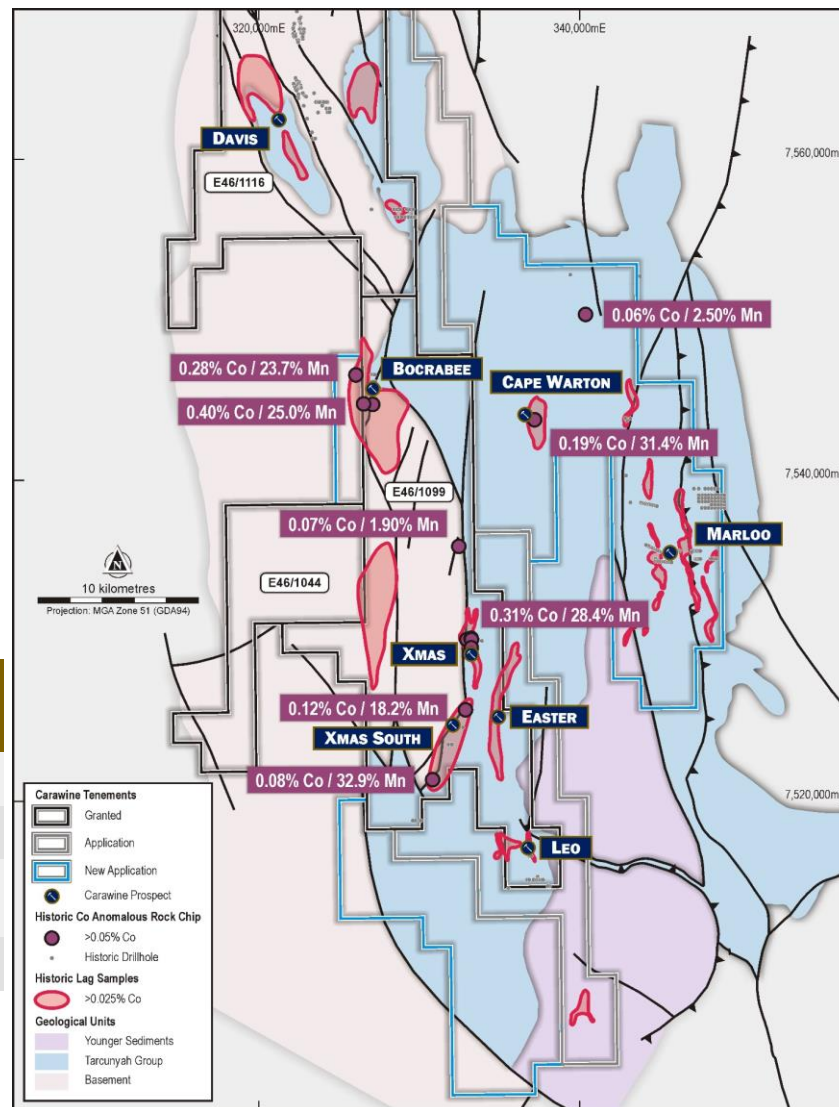 320,000mE
340,000mE
7,560,000m
DAVIS
E46/1116
0.06% Co / 2.50% Mn
0.28% Co / 23.7% Mn
BOCRABEE
CAPE WARTON
0.40% Co / 25.0% Mn
0.19% Co / 31.4% Mn
7,540,000m
E46/1099
0.07% Co / 1.90% Mn
MARLOO
N
10 kilometres
Projection: MGA Zone 51 (GDA94)
E46/1044
0.31% Co / 28.4% Mn
XMAS
0.12% Co / 18.2% Mn
EASTER
XMAS SOUTH
0.08% Co / 32.9% Mn
7,520,000m
LEO
Carawine Tenements
Granted
Application
New Application
Carawine Prospect
Historic Co Anomalous Rock Chip
>0.05% Co
Historic Drillhole
Historic Lag Samples
>0.025% Co
Geological Units
Younger Sediments
Tarcunyah Group
Basement